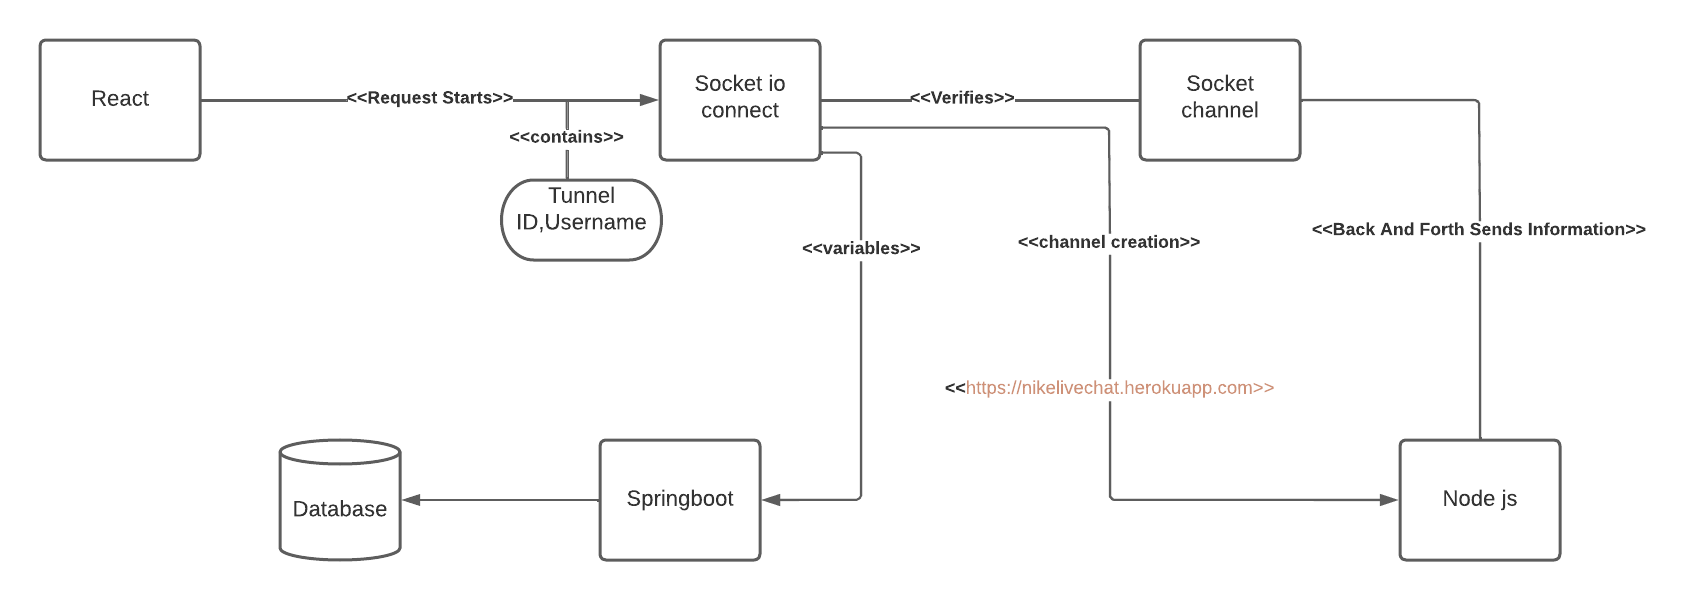 React
<<Request Starts>>
<<contains>>
Tunnel
ID,Username
Socket io
connect
<<Verifies>>
Socket
channel
<<variables>>
<<channel creation>>
<<Back And Forth Sends Information>>
<<https://nikelivechat.herokuapp.com>>
Database
Springboot
Node js